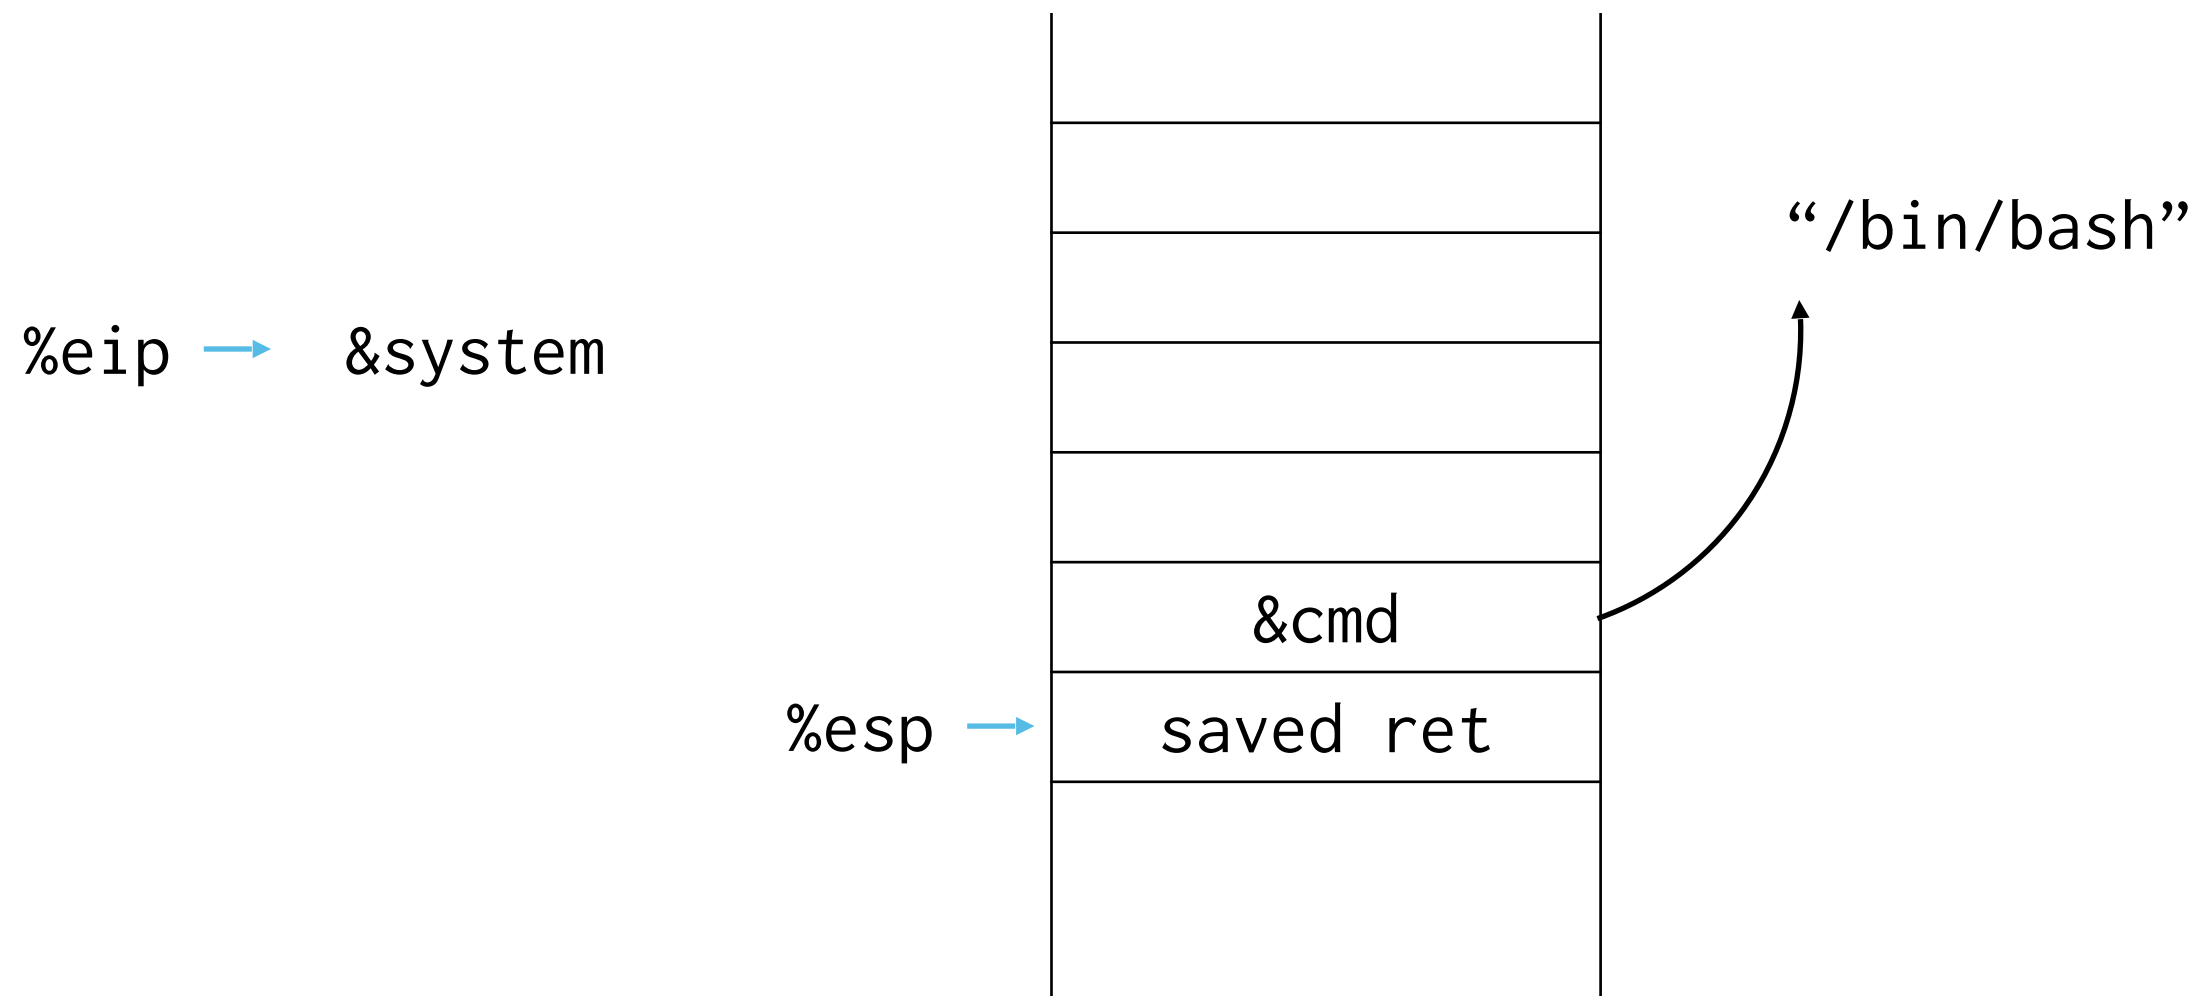 “/bin/bash”
%eip &system
&cmd
%esp saved ret